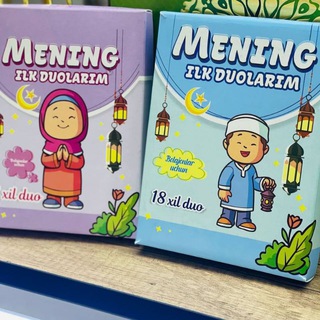 MENING
ILK DUOLARIM
xil duo
MENING
ILK DUOLARIM
Bolajonlar
uchun
18 xil duo